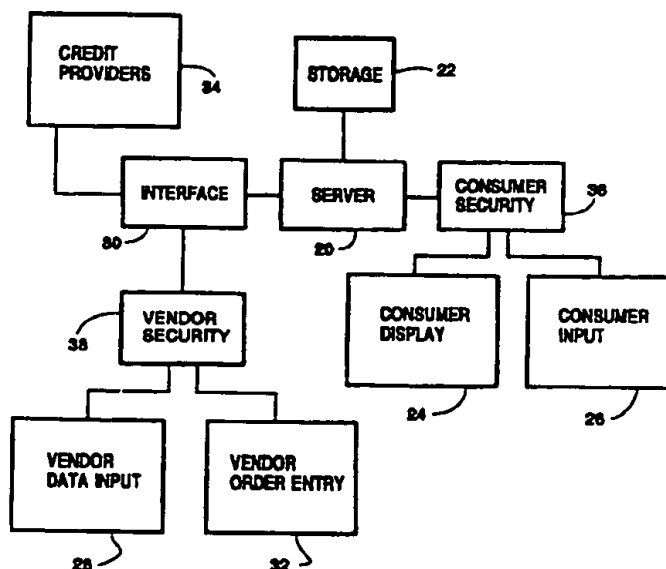 CREDIT
PROVIDERS
34
STORAGE
22
INTERFACE
30
SERVER
20
CONSUMER
SECURITY
36
VENDOR
SECURITY
38
CONSUMER
DISPLAY
24
CONSUMER
INPUT
26
VENDOR
DATA INPUT
28
VENDOR
ORDER ENTRY
32